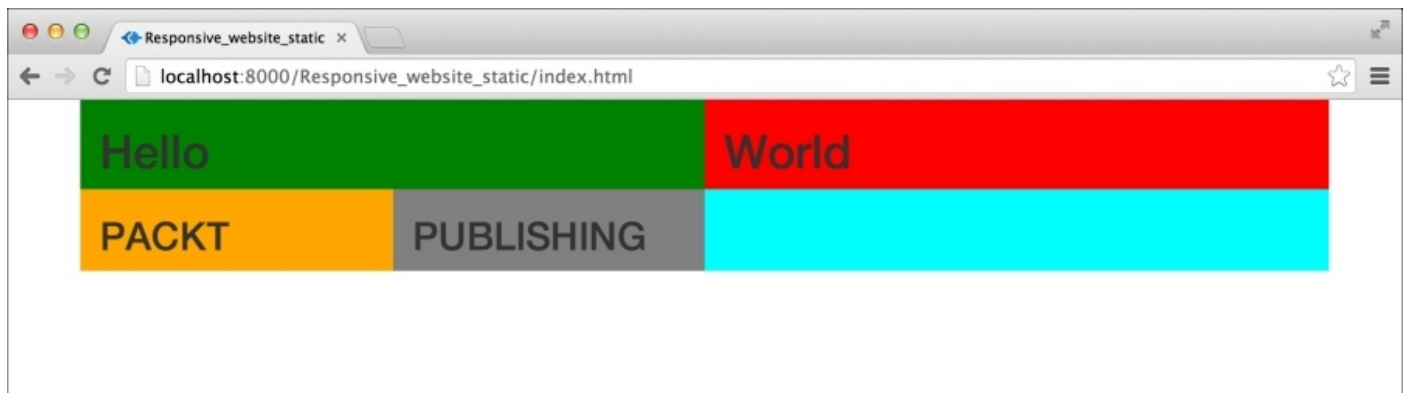 Responsive_website_static
localhost:8000/Responsive_website_static/index.html
Hello
World
PACKT
PUBLISHING